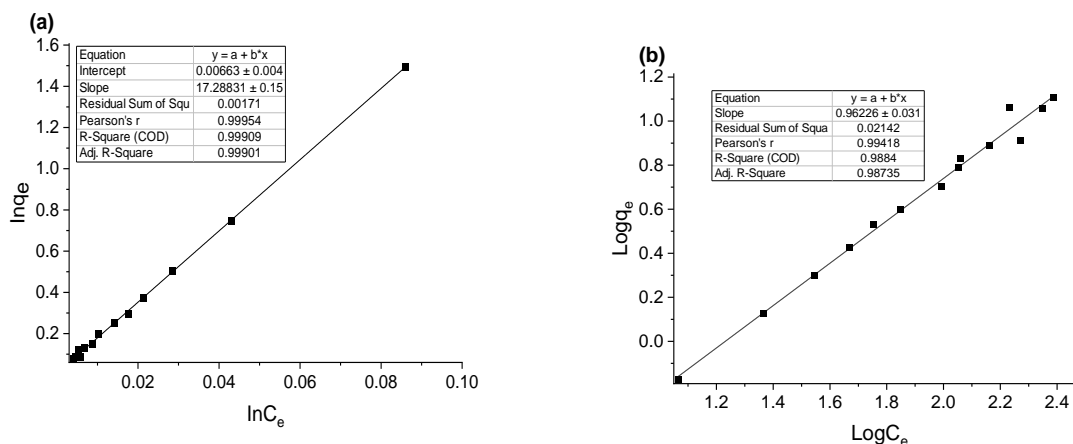 (a)
1.6
1.5
1.4
1.3
1.2
1.0
0.8
0.6
0.4
0.2
Equation y = a + b*x
Intercept 0.00663 ± 0.004
Slope 17.28831 ± 0.15
Residual Sum of Squ 0.00171
Pearson's r 0.99954
R-Square (COD) 0.99909
Adj. R-Square 0.99901
lnqe
0.02 0.04 0.06 0.08 0.10
lnCe
(b)
1.2
1.0
0.8
0.6
0.4
0.2
0.0
Equation y = a + b*x
Slope 0.96226 ± 0.031
Residual Sum of Squa 0.02142
Pearson's r 0.99418
R-Square (COD) 0.9884
Adj. R-Square 0.98735
Logqe
1.2 1.4 1.6 1.8 2.0 2.2 2.4
LogCe